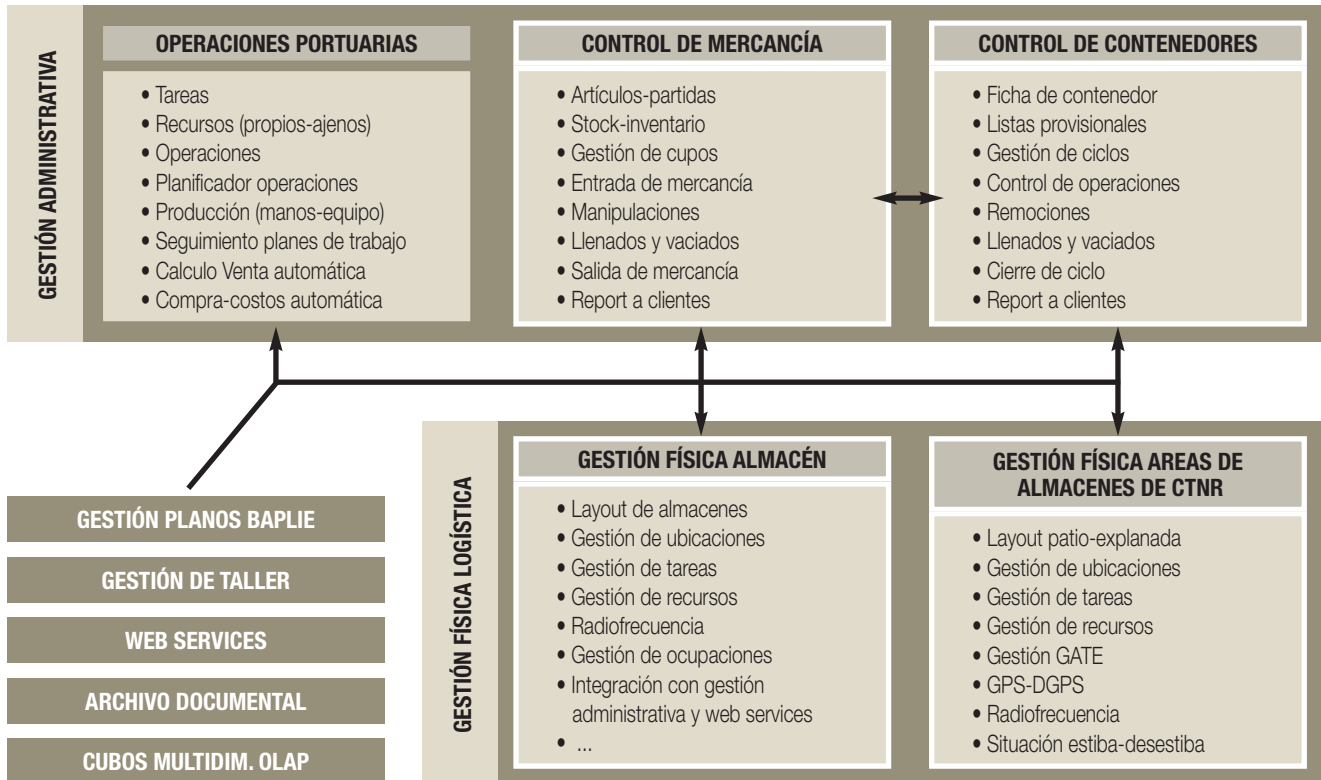 GESTIÓN ADMINISTRATIVA
OPERACIONES PORTUARIAS
• Tareas
• Recursos (propios-ajenos)
• Operaciones
• Planificador operaciones
• Producción (manos-equipo)
• Seguimiento planes de trabajo
• Calculo Venta automática
• Compra-costos automática
CONTROL DE MERCANCÍA
• Artículos-partidas
• Stock-inventario
• Gestión de cupos
• Entrada de mercancía
• Manipulaciones
• Llenados y vaciados
• Salida de mercancía
• Report a clientes
CONTROL DE CONTENEDORES
• Ficha de contenedor
• Listas provisionales
• Gestión de ciclos
• Control de operaciones
• Remociones
• Llenados y vaciados
• Cierre de ciclo
• Report a clientes
GESTIÓN PLANOS BAPLIE
GESTIÓN DE TALLER
WEB SERVICES
ARCHIVO DOCUMENTAL
CUBOS MULTIDIM. OLAP
GESTIÓN FÍSICA LOGÍSTICA
GESTIÓN FÍSICA ALMACÉN
• Layout de almacenes
• Gestión de ubicaciones
• Gestión de tareas
• Gestión de recursos
• Radiofrecuencia
• Gestión de ocupaciones
• Integración con gestión
administrativa y web services
• ...
GESTIÓN FÍSICA AREAS DE
ALMACENES DE CTNR
• Layout patio-explanada
• Gestión de ubicaciones
• Gestión de tareas
• Gestión de recursos
• Gestión GATE
• GPS-DGPS
• Radiofrecuencia
• Situación estiba-desestiba